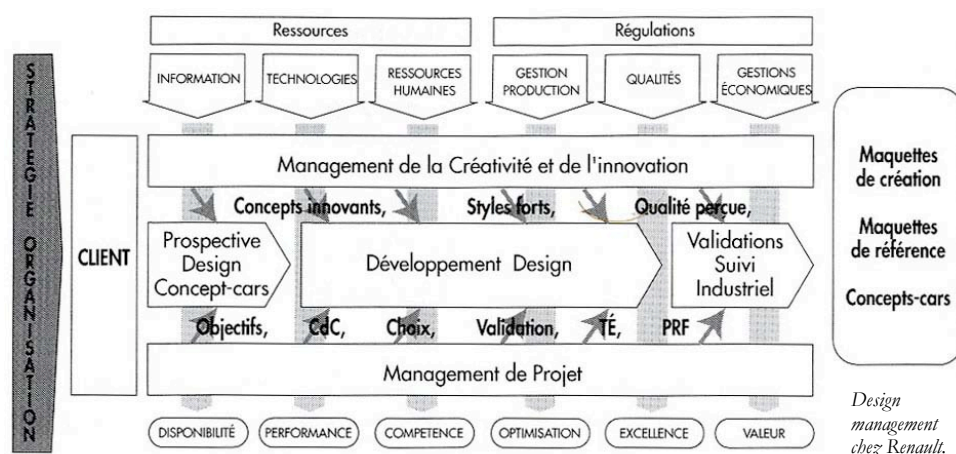 Ressources
Régulations
INFORMATION
TECHNOLOGIES
RESSOURCES
HUMAINES
GESTION
PRODUCTION
QUALITÉS
GESTIONS
ÉCONOMIQUES
STRATEGIE ORGANISATION
CLIENT
Management de la Créativité et de l'innovation
Concepts innovants, Styles forts, Qualité perçue,
Prospective
Design
Concept-cars
Développement Design
Validations
Suivi
Industriel
Objectifs, CdC, Choix, Validation, TÉ, PRF
Management de Projet
DISPONIBILITÉ
PERFORMANCE
COMPETENCE
OPTIMISATION
EXCELLENCE
VALEUR
Maquettes
de création
Maquettes
de référence
Concepts-cars
Design
management
chez Renault.